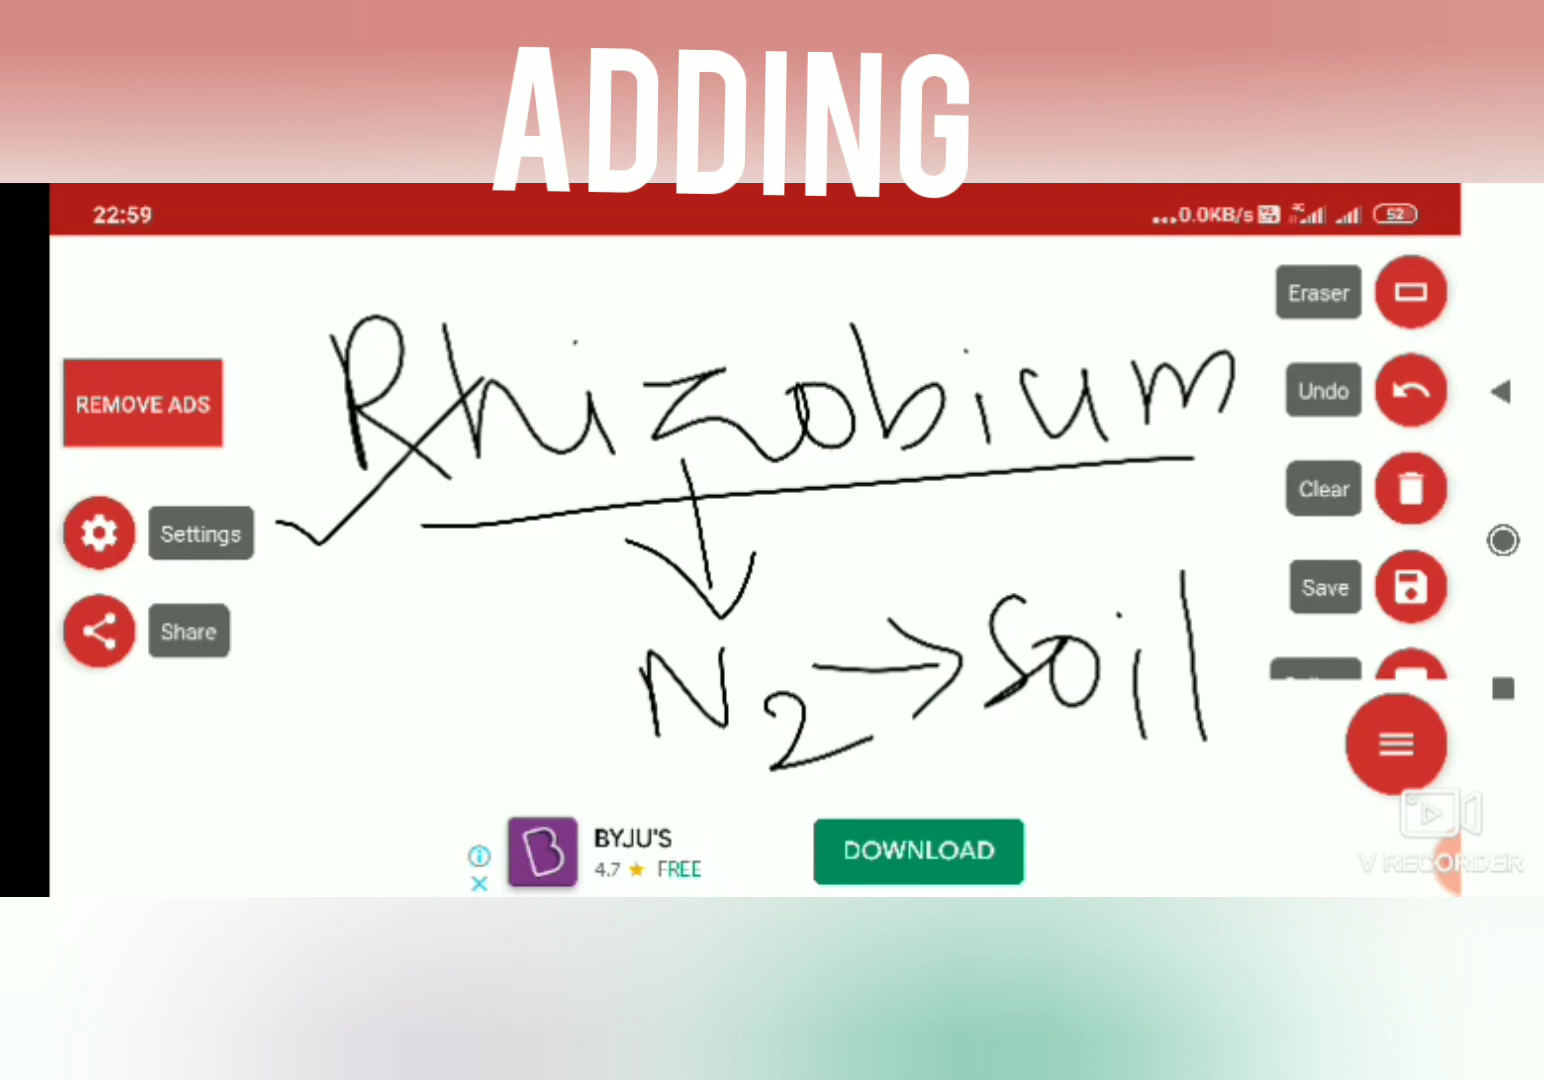 ADDING
22:59
...0.0KB/s 4G 52
Eraser
Rhizobium
REMOVE ADS
Undo
Clear
Settings
Save
Share
N2 → Soil
BYJU'S
4.7 ★ FREE
DOWNLOAD
V RECORDER